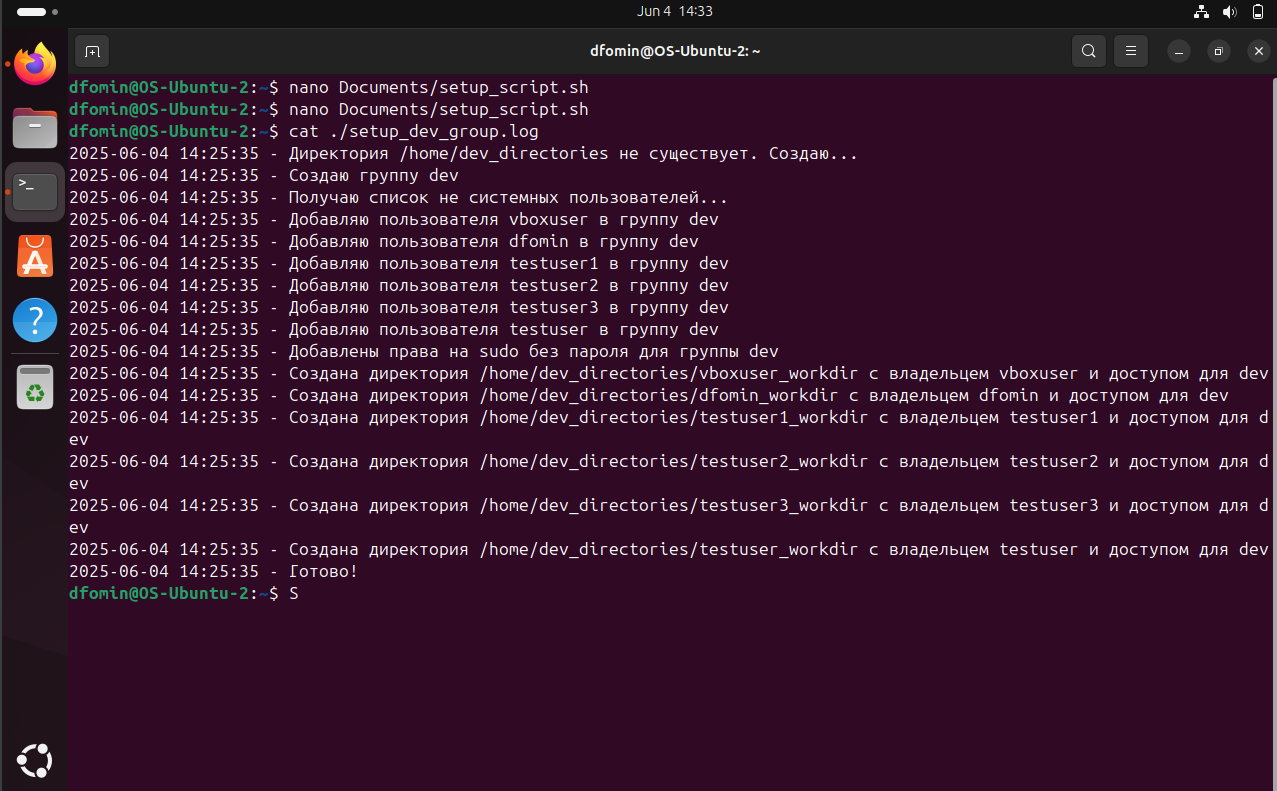 Jun 4 14:33
dfomin@OS-Ubuntu-2: ~
dfomin@OS-Ubuntu-2:~$ nano Documents/setup_script.sh
dfomin@OS-Ubuntu-2:~$ nano Documents/setup_script.sh
dfomin@OS-Ubuntu-2:~$ cat ./setup_dev_group.log
2025-06-04 14:25:35 - Директория /home/dev_directories не существует. Создаю...
2025-06-04 14:25:35 - Создаю группу dev
2025-06-04 14:25:35 - Получаю список не системных пользователей...
2025-06-04 14:25:35 - Добавляю пользователя vboxuser в группу dev
2025-06-04 14:25:35 - Добавляю пользователя dfomin в группу dev
2025-06-04 14:25:35 - Добавляю пользователя testuser1 в группу dev
2025-06-04 14:25:35 - Добавляю пользователя testuser2 в группу dev
2025-06-04 14:25:35 - Добавляю пользователя testuser3 в группу dev
2025-06-04 14:25:35 - Добавляю пользователя testuser в группу dev
2025-06-04 14:25:35 - Добавлены права на sudo без пароля для группы dev
2025-06-04 14:25:35 - Создана директория /home/dev_directories/vboxuser_workdir с владельцем vboxuser и доступом для dev
2025-06-04 14:25:35 - Создана директория /home/dev_directories/dfomin_workdir с владельцем dfomin и доступом для dev
2025-06-04 14:25:35 - Создана директория /home/dev_directories/testuser1_workdir с владельцем testuser1 и доступом для d
ev
2025-06-04 14:25:35 - Создана директория /home/dev_directories/testuser2_workdir с владельцем testuser2 и доступом для d
ev
2025-06-04 14:25:35 - Создана директория /home/dev_directories/testuser3_workdir с владельцем testuser3 и доступом для d
ev
2025-06-04 14:25:35 - Создана директория /home/dev_directories/testuser_workdir с владельцем testuser и доступом для dev
2025-06-04 14:25:35 - Готово!
dfomin@OS-Ubuntu-2:~$ S